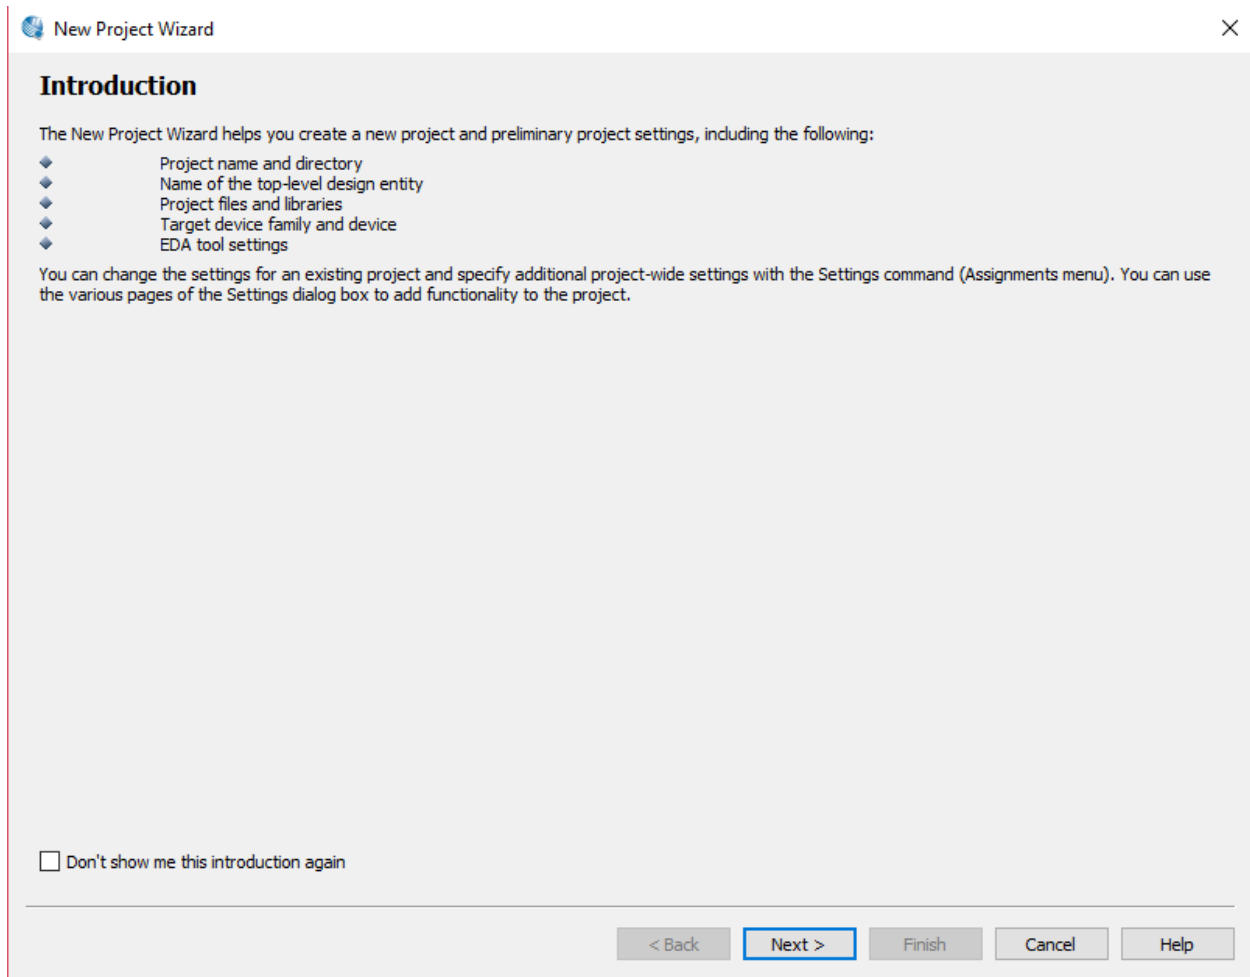 New Project Wizard
Introduction
The New Project Wizard helps you create a new project and preliminary project settings, including the following:
Project name and directory
Name of the top-level design entity
Project files and libraries
Target device family and device
EDA tool settings
You can change the settings for an existing project and specify additional project-wide settings with the Settings command (Assignments menu). You can use
the various pages of the Settings dialog box to add functionality to the project.
Don't show me this introduction again
< Back Next > Finish Cancel Help